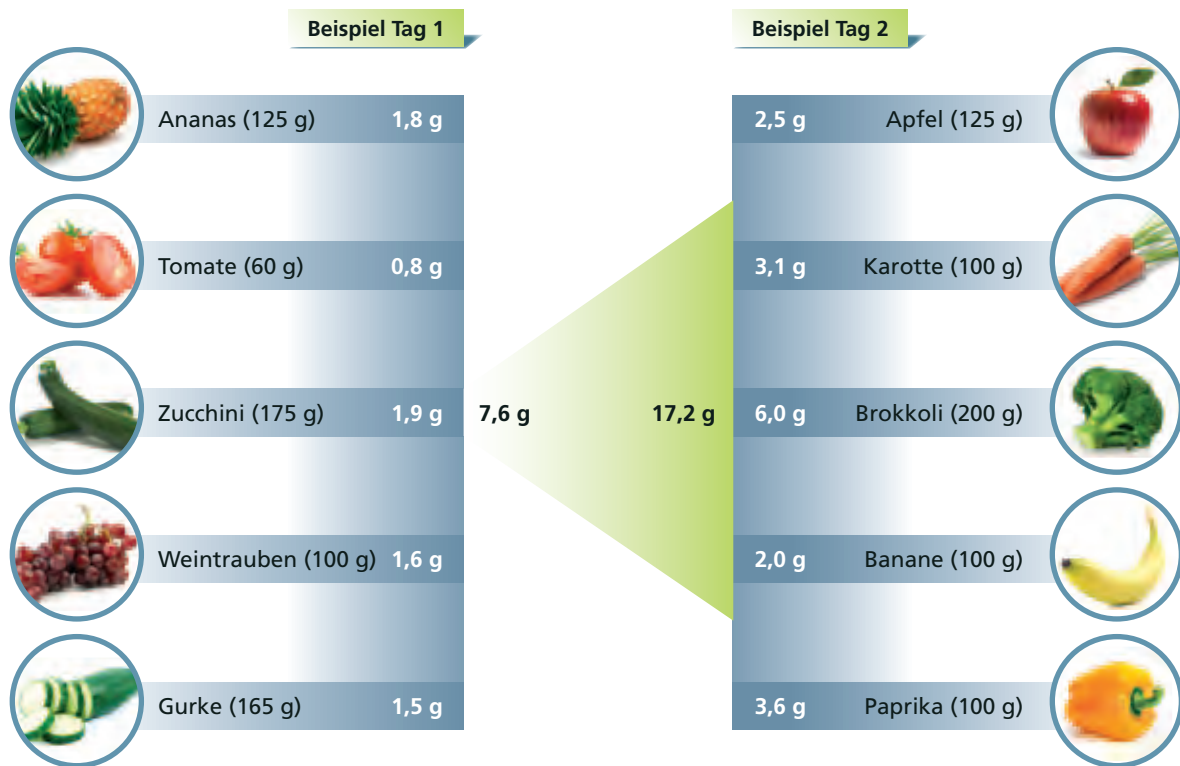 Beispiel Tag 1
Ananas (125 g) 1,8 g
Tomate (60 g) 0,8 g
Zucchini (175 g) 1,9 g
Weintrauben (100 g) 1,6 g
Gurke (165 g) 1,5 g
7,6 g
17,2 g
Beispiel Tag 2
2,5 g Apfel (125 g)
3,1 g Karotte (100 g)
6,0 g Brokkoli (200 g)
2,0 g Banane (100 g)
3,6 g Paprika (100 g)